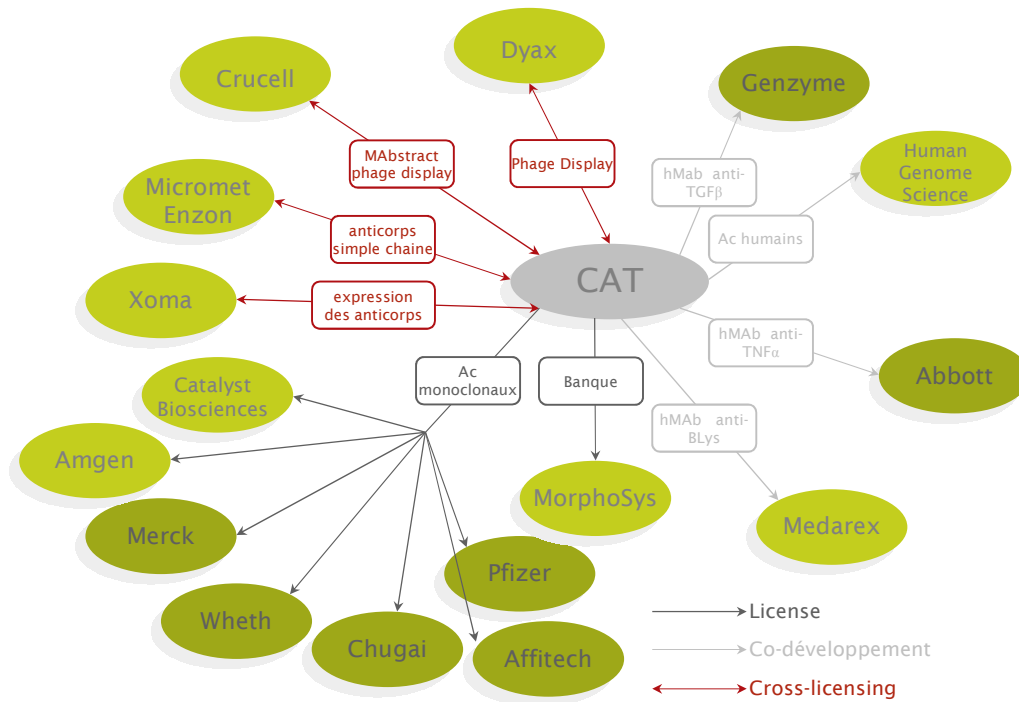 Dyax
Crucell
Genzyme
MAbstract
phage display
Phage Display
hMab anti-
TGFβ
Human
Genome
Science
Micromet
Enzon
anticorps
simple chaine
Ac humains
CAT
Xoma
expression
des anticorps
hMAb anti-
TNFα
Ac
monoclonaux
Banque
Abbott
Catalyst
Biosciences
hMAb anti-
BLys
Amgen
MorphoSys
Medarex
Merck
Pfizer
Wheth
Chugai
Affitech
License
Co-développement
Cross-licensing